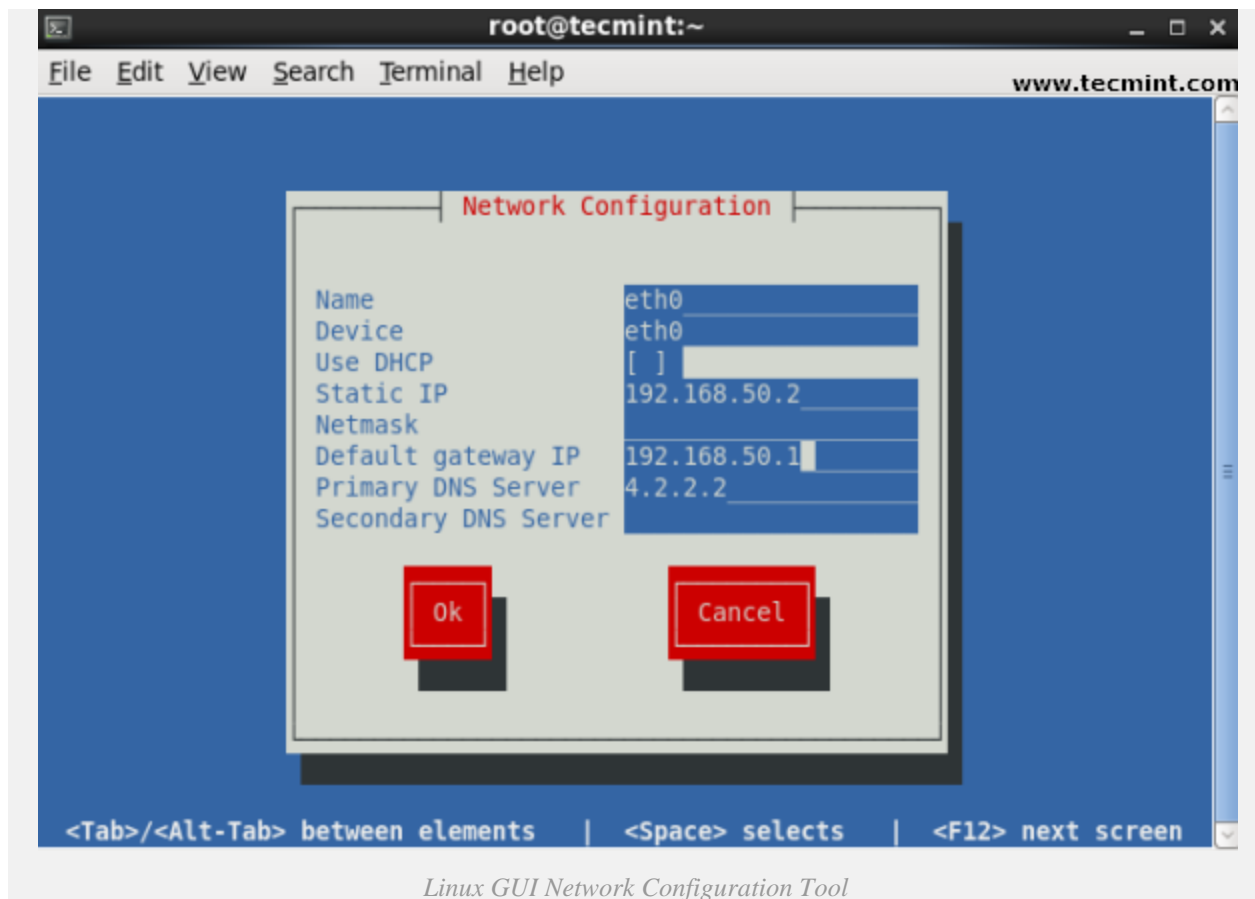 root@tecmint:~
File Edit View Search Terminal Help
www.tecmint.com
Network Configuration
Name eth0
Device eth0
Use DHCP [ ]
Static IP 192.168.50.2
Netmask
Default gateway IP 192.168.50.1
Primary DNS Server 4.2.2.2
Secondary DNS Server
Ok Cancel
<Tab>/<Alt-Tab> between elements | <Space> selects | <F12> next screen
Linux GUI Network Configuration Tool